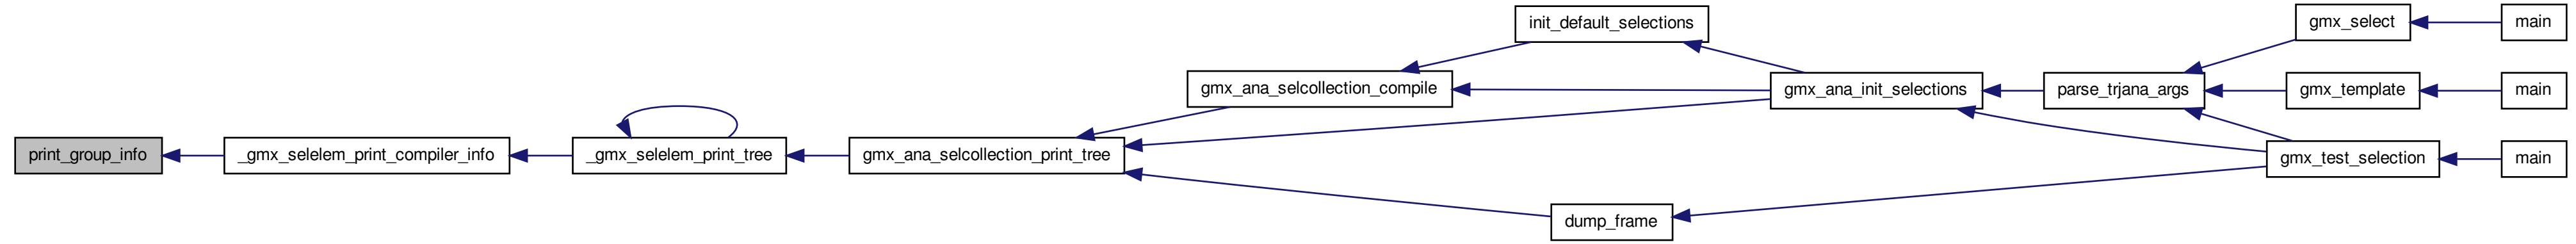 print_group_info
_gmx_selelem_print_compiler_info
_gmx_selelem_print_tree
gmx_ana_selcollection_print_tree
gmx_ana_selcollection_compile
init_default_selections
dump_frame
gmx_ana_init_selections
parse_trjana_args
gmx_select
main
gmx_template
main
gmx_test_selection
main